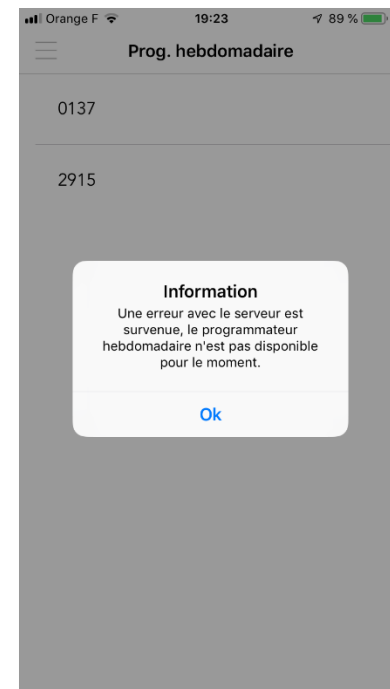 Orange F 19:23 89 %
Prog. hebdomadaire
0137
2915
Information
Une erreur avec le serveur est
survenue, le programmateur
hebdomadaire n'est pas disponible
pour le moment.
Ok